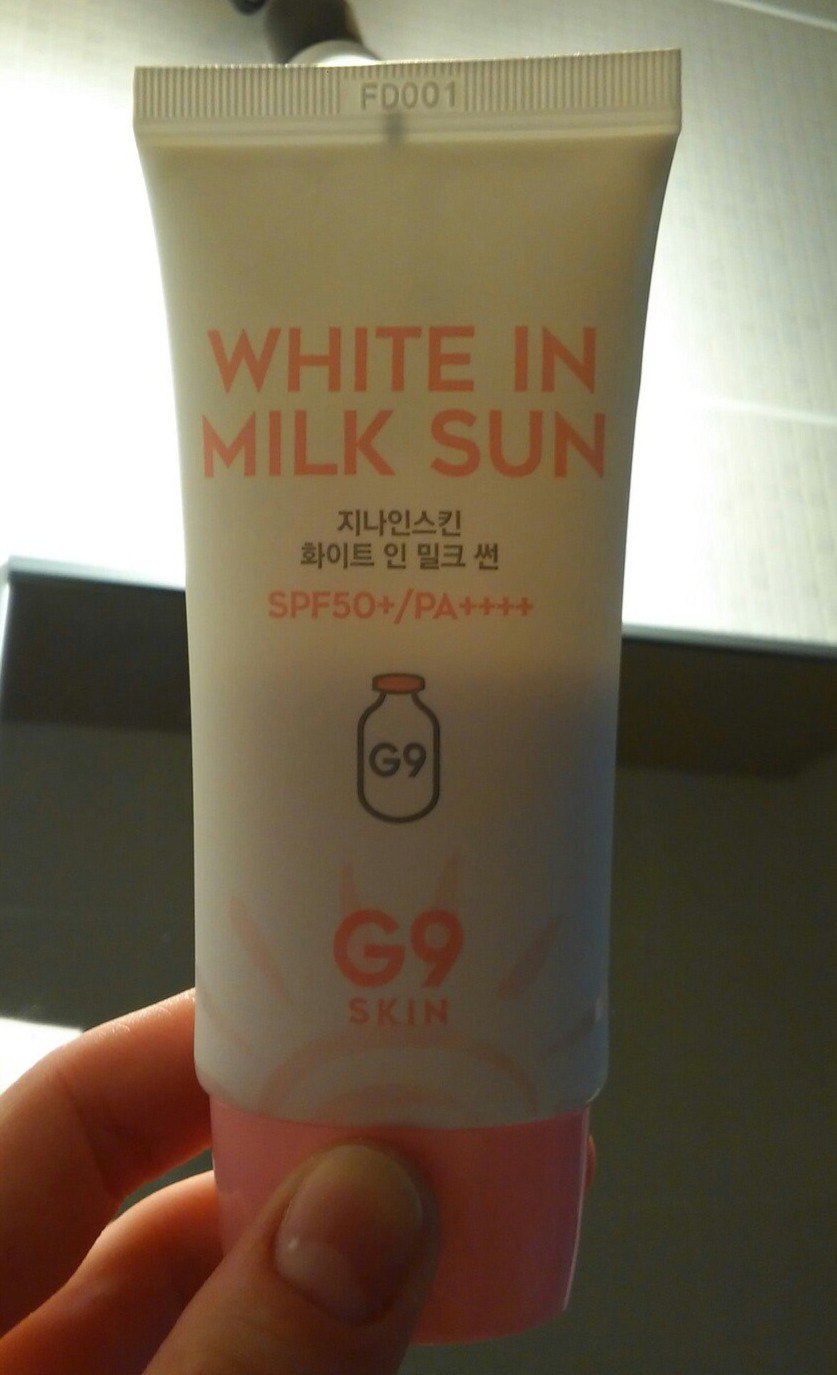 FD001
WHITE IN
MILK SUN
지나인스킨
화이트 인 밀크 썬
SPF50+/PA++++
G9
G9
SKIN